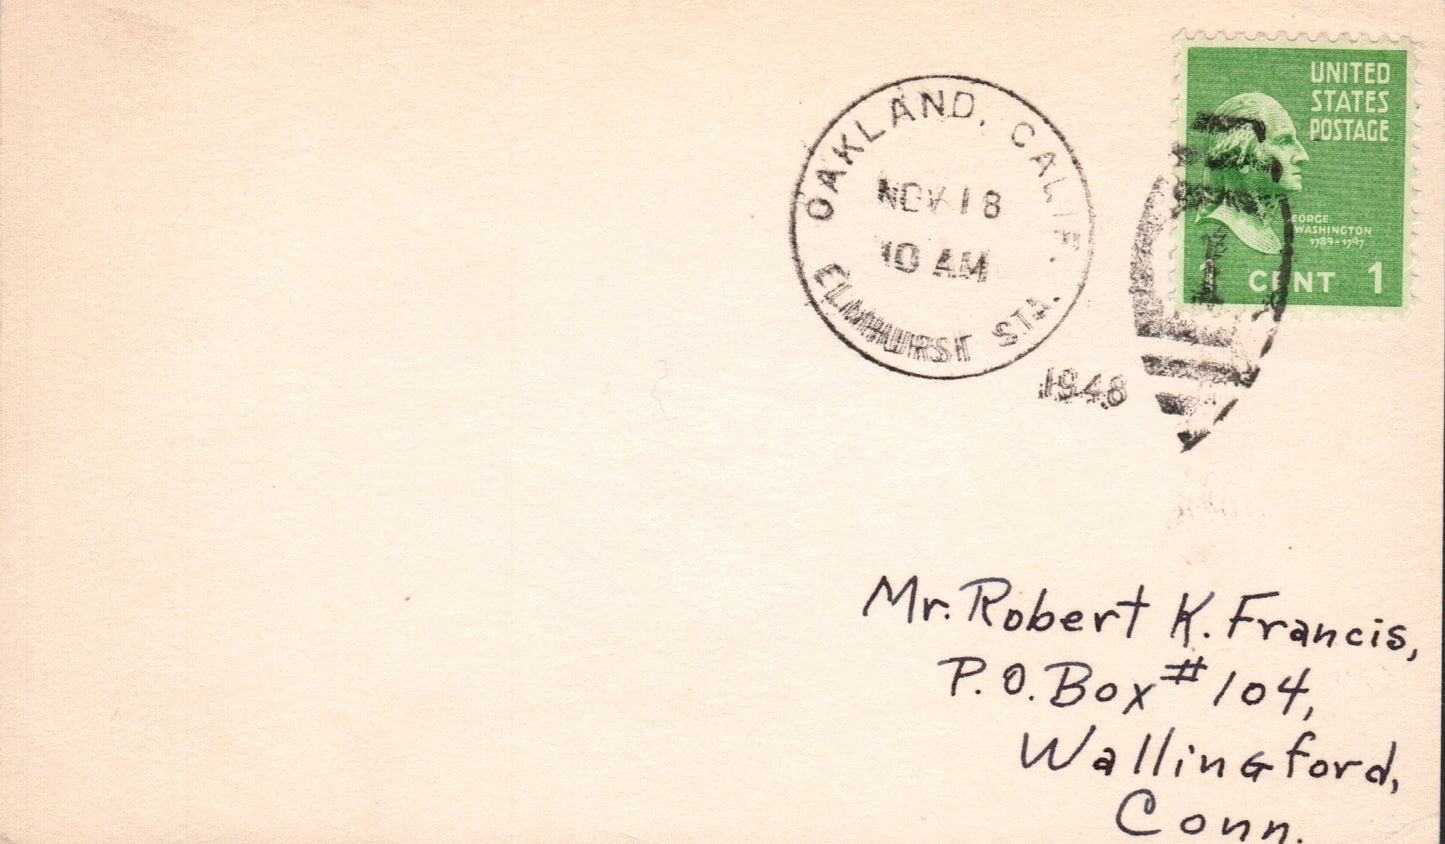 OAKLAND, CALIF.
NOV 18
10 AM
ELMHURST STA.
1948
UNITED
STATES
POSTAGE
GEORGE
WASHINGTON
1789-1797
1 CENT 1
1
Mr. Robert K. Francis,
P.O. Box #104,
Wallingford,
Conn.